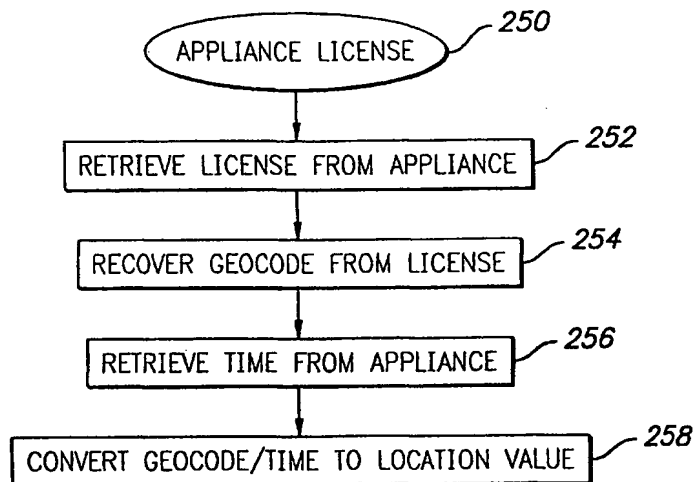 APPLIANCE LICENSE
250
RETRIEVE LICENSE FROM APPLIANCE
252
RECOVER GEOCODE FROM LICENSE
254
RETRIEVE TIME FROM APPLIANCE
256
CONVERT GEOCODE/TIME TO LOCATION VALUE
258